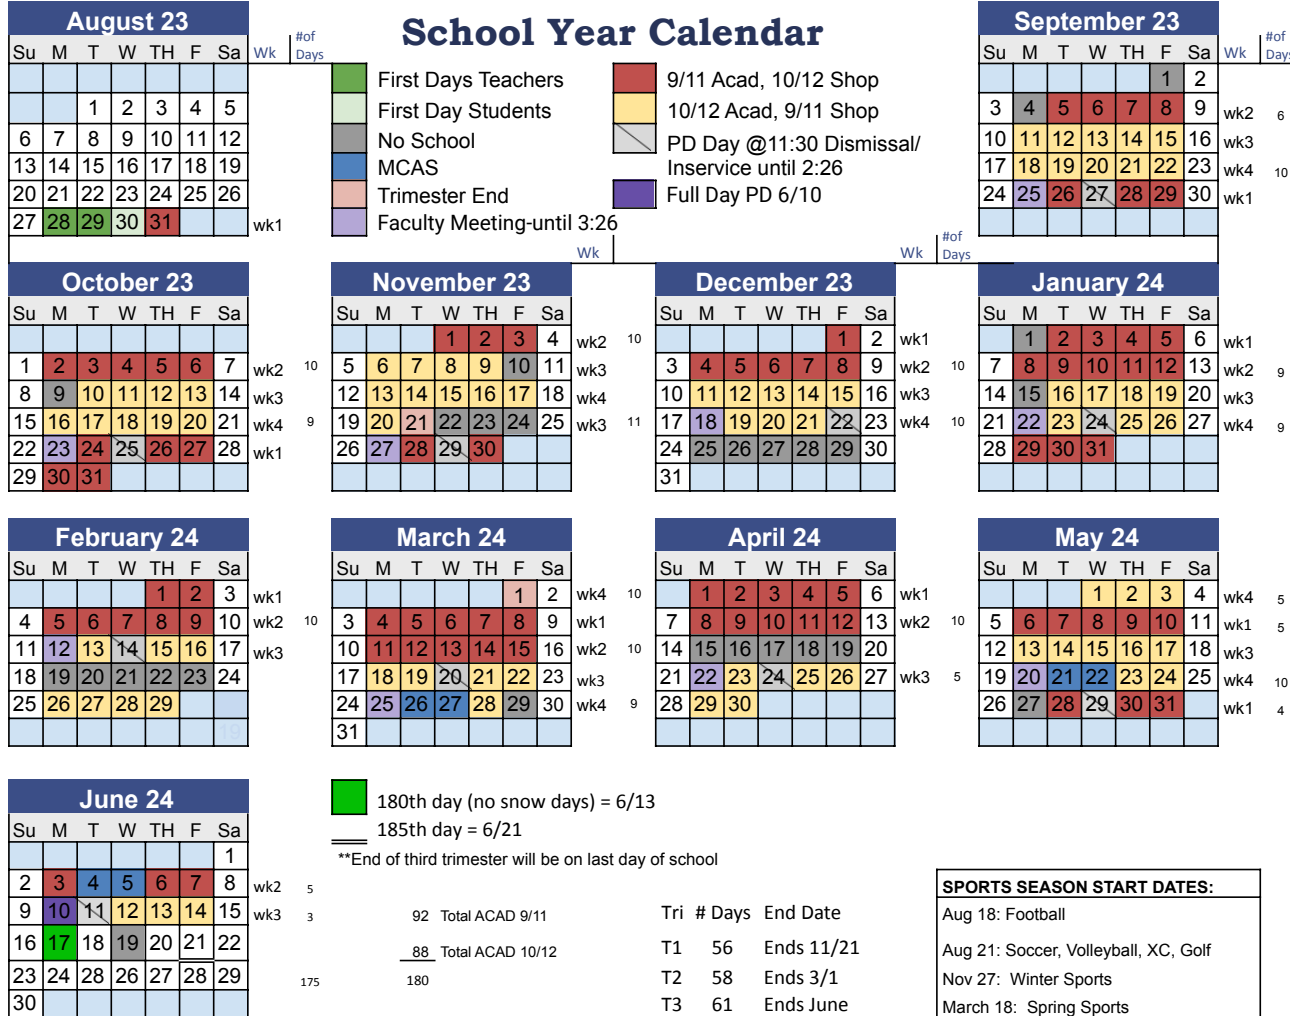 School Year Calendar
August 23
#of
Su M T W TH F Sa Wk Days
1 2 3 4 5
6 7 8 9 10 11 12
13 14 15 16 17 18 19
20 21 22 23 24 25 26
27 28 29 30 31 wk1
First Days Teachers
First Day Students
No School
MCAS
Trimester End
Faculty Meeting-until 3:26
9/11 Acad, 10/12 Shop
10/12 Acad, 9/11 Shop
PD Day @11:30 Dismissal/
Inservice until 2:26
Full Day PD 6/10
September 23
#of
Su M T W TH F Sa Wk Days
1 2
3 4 5 6 7 8 9 wk2 6
10 11 12 13 14 15 16 wk3
17 18 19 20 21 22 23 wk4 10
24 25 26 27 28 29 30 wk1
October 23
Su M T W TH F Sa
1 2 3 4 5 6 7 wk2 10
8 9 10 11 12 13 14 wk3
15 16 17 18 19 20 21 wk4 9
22 23 24 25 26 27 28 wk1
29 30 31
Wk
November 23
Su M T W TH F Sa
1 2 3 4 wk2 10
5 6 7 8 9 10 11 wk3
12 13 14 15 16 17 18 wk4
19 20 21 22 23 24 25 wk3 11
26 27 28 29 30
#of
Wk Days
December 23
Su M T W TH F Sa
1 2 wk1
3 4 5 6 7 8 9 wk2 10
10 11 12 13 14 15 16 wk3
17 18 19 20 21 22 23 wk4 10
24 25 26 27 28 29 30
31
January 24
Su M T W TH F Sa
1 2 3 4 5 6 wk1
7 8 9 10 11 12 13 wk2 9
14 15 16 17 18 19 20 wk3
21 22 23 24 25 26 27 wk4 9
28 29 30 31
February 24
Su M T W TH F Sa
1 2 3 wk1
4 5 6 7 8 9 10 wk2 10
11 12 13 14 15 16 17 wk3
18 19 20 21 22 23 24
25 26 27 28 29
19
March 24
Su M T W TH F Sa
1 2 wk4 10
3 4 5 6 7 8 9 wk1
10 11 12 13 14 15 16 wk2 10
17 18 19 20 21 22 23 wk3
24 25 26 27 28 29 30 wk4 9
31
April 24
Su M T W TH F Sa
1 2 3 4 5 6 wk1
7 8 9 10 11 12 13 wk2 10
14 15 16 17 18 19 20
21 22 23 24 25 26 27 wk3 5
28 29 30
May 24
Su M T W TH F Sa
1 2 3 4 wk4 5
5 6 7 8 9 10 11 wk1 5
12 13 14 15 16 17 18 wk3
19 20 21 22 23 24 25 wk4 10
26 27 28 29 30 31 wk1 4
June 24
Su M T W TH F Sa
1
2 3 4 5 6 7 8 wk2 5
9 10 11 12 13 14 15 wk3 3
16 17 18 19 20 21 22
23 24 28 26 27 28 29 175
30
180th day (no snow days) = 6/13
185th day = 6/21
**End of third trimester will be on last day of school
92 Total ACAD 9/11
88 Total ACAD 10/12
180
Tri # Days End Date
T1 56 Ends 11/21
T2 58 Ends 3/1
T3 61 Ends June
SPORTS SEASON START DATES:
Aug 18: Football
Aug 21: Soccer, Volleyball, XC, Golf
Nov 27: Winter Sports
March 18: Spring Sports